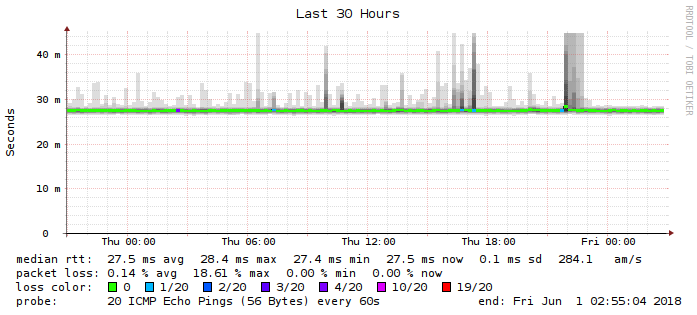 Last 30 Hours
RRDTOOL / TOBI OETIKER
Seconds
40 m
30 m
20 m
10 m
0
Thu 00:00 Thu 06:00 Thu 12:00 Thu 18:00 Fri 00:00
median rtt: 27.5 ms avg 28.4 ms max 27.4 ms min 27.5 ms now 0.1 ms sd 284.1 am/s
packet loss: 0.14 % avg 18.61 % max 0.00 % min 0.00 % now
loss color: 0 1/20 2/20 3/20 4/20 10/20 19/20
probe: 20 ICMP Echo Pings (56 Bytes) every 60s end: Fri Jun 1 02:55:04 2018